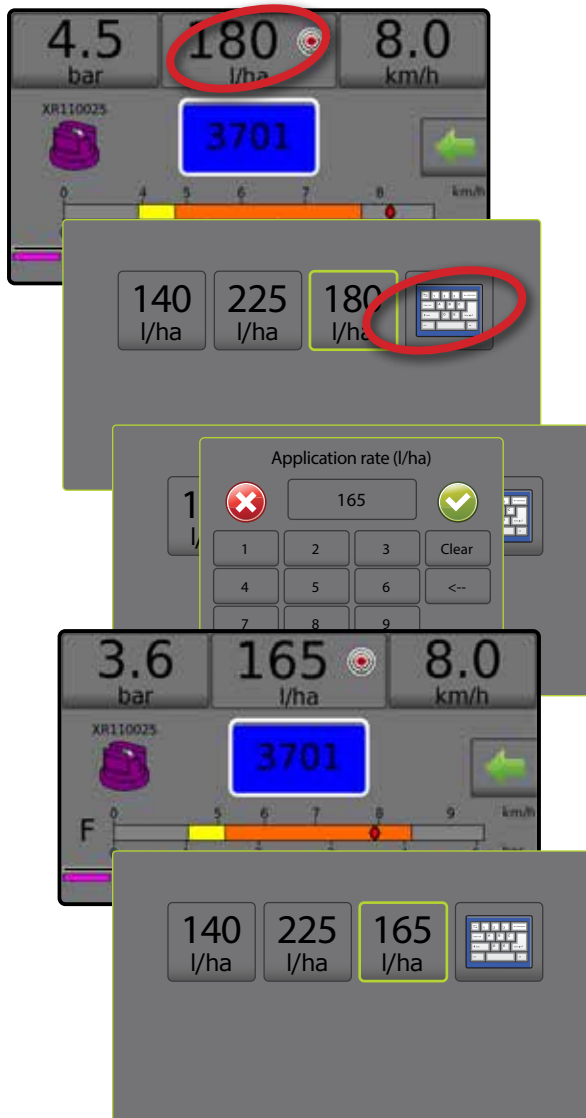 4.5 180 8.0
bar l/ha km/h
XR110025
3701
0 4 5 6 7 8 km/h
140 225 180
l/ha l/ha l/ha
Application rate (l/ha)
165
1 2 3 Clear
4 5 6 <--
7 8 9
3.6 165 8.0
bar l/ha km/h
XR110025
3701
0 5 6 7 8 9 km/h
F
140 225 165
l/ha l/ha l/ha